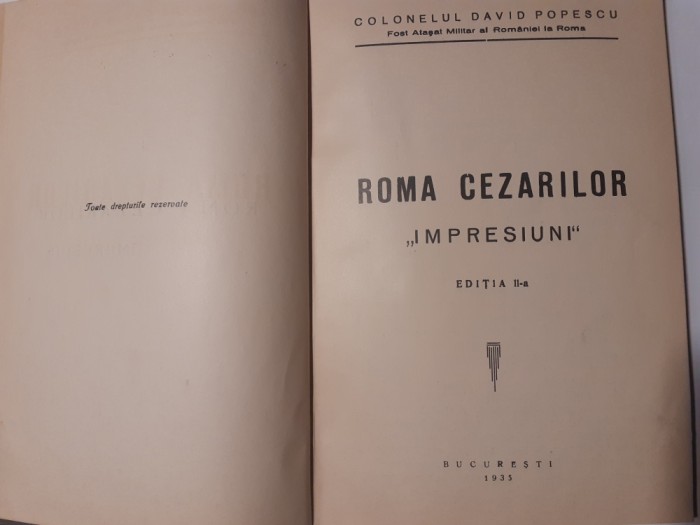 Toate drepturile rezervate
COLONELUL DAVID POPESCU
Fost Atașat Militar al României la Roma
ROMA CEZARILOR
„IMPRESIUNI“
EDIȚIA II-a
BUCUREȘTI
1935